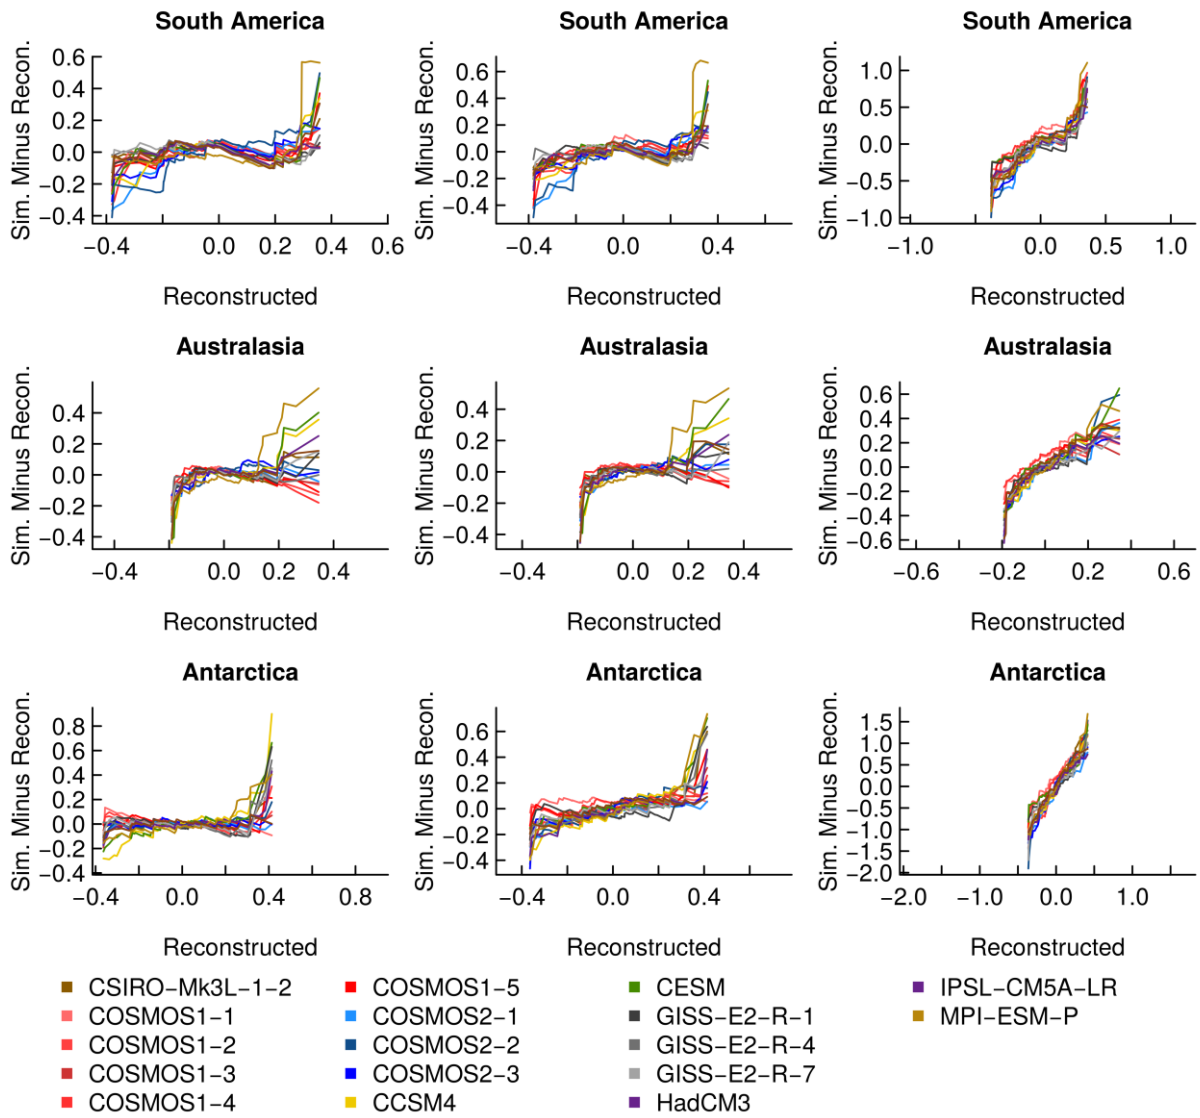 South America South America South America
Sim. Minus Recon. Sim. Minus Recon. Sim. Minus Recon.
0.6
0.4
0.2
0.0
−0.2
−0.4
−0.4 0.0 0.2 0.4 0.6
0.6
0.4
0.2
0.0
−0.2
−0.4
−0.4 0.0 0.4
1.0
0.5
0.0
−0.5
−1.0
−1.0 0.0 0.5 1.0
Reconstructed Reconstructed Reconstructed
Australasia Australasia Australasia
Sim. Minus Recon. Sim. Minus Recon. Sim. Minus Recon.
0.4
0.2
0.0
−0.2
−0.4
−0.4 0.0 0.2 0.4
0.4
0.2
0.0
−0.2
−0.4
−0.4 0.0 0.2 0.4
0.6
0.4
0.2
0.0
−0.2
−0.6
−0.6 −0.2 0.2 0.6
Reconstructed Reconstructed Reconstructed
Antarctica Antarctica Antarctica
Sim. Minus Recon. Sim. Minus Recon. Sim. Minus Recon.
0.8
0.6
0.4
0.2
0.0
−0.2
−0.4
−0.4 0.0 0.4 0.8
0.6
0.4
0.2
0.0
−0.2
−0.4
−0.4 0.0 0.4
1.5
1.0
0.5
0.0
−0.5
−1.0
−1.5
−2.0
−2.0 −1.0 0.0 1.0
Reconstructed Reconstructed Reconstructed
CSIRO−Mk3L−1−2 COSMOS1−5 CESM IPSL−CM5A−LR
COSMOS1−1 COSMOS2−1 GISS−E2−R−1 MPI−ESM−P
COSMOS1−2 COSMOS2−2 GISS−E2−R−4
COSMOS1−3 COSMOS2−3 GISS−E2−R−7
COSMOS1−4 CCSM4 HadCM3